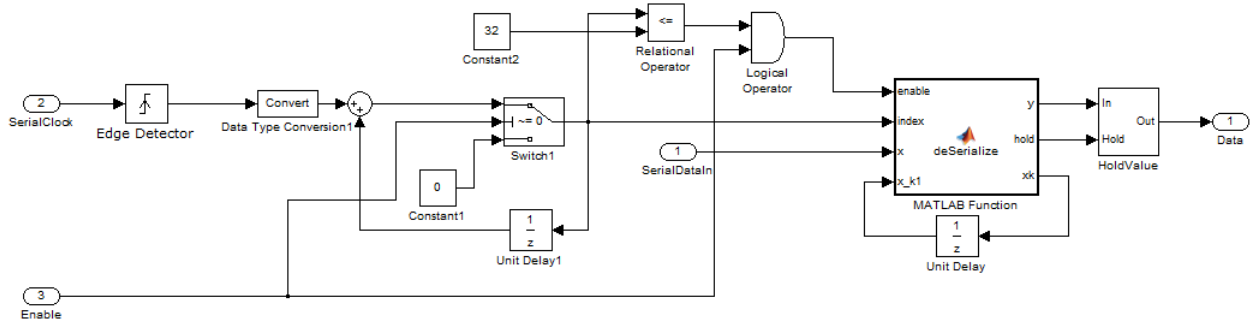 32
Constant2
<=
Relational
Operator
Logical
Operator
2
SerialClock
Edge Detector
Convert
Data Type Conversion1
+
+
~= 0
Switch1
0
Constant1
1
z
Unit Delay1
3
Enable
1
SerialDataIn
enable
index
x
x_k1
deSerialize
y
hold
xk
MATLAB Function
1
z
Unit Delay
In
Hold
Out
HoldValue
1
Data